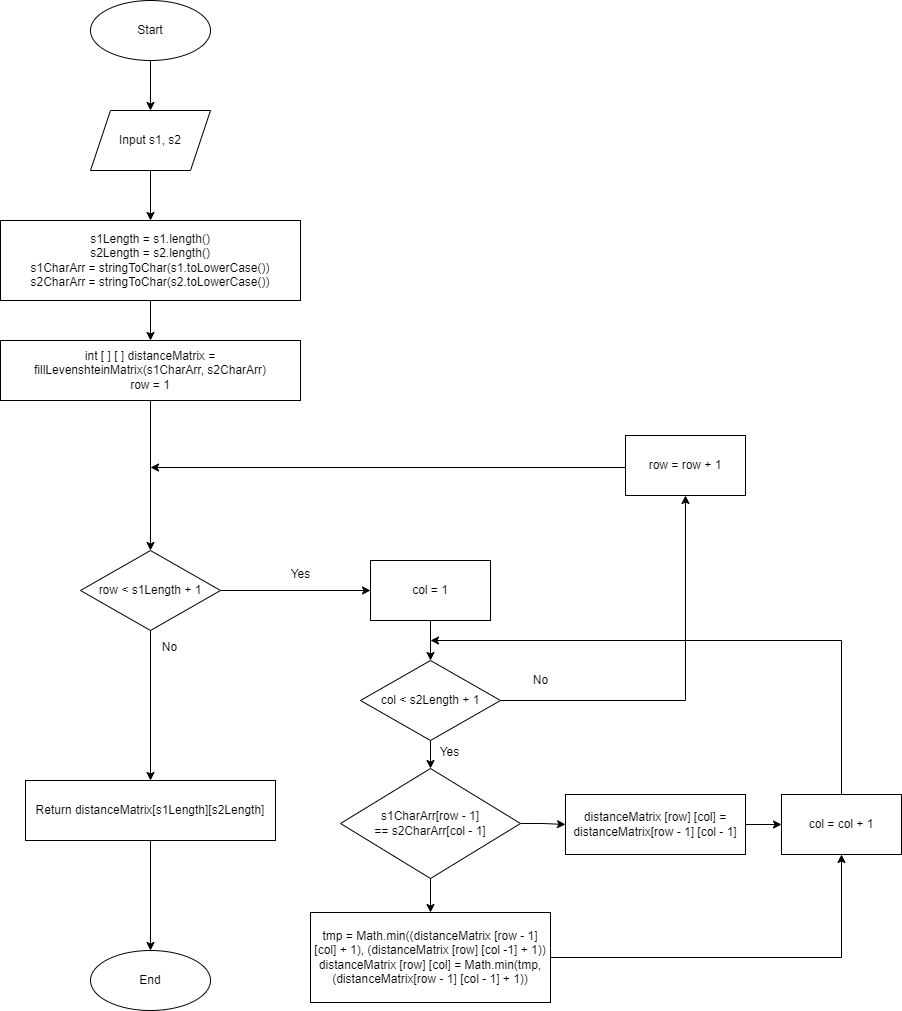 Start
Input s1, s2
s1Length = s1.length()
s2Length = s2.length()
s1CharArr = stringToChar(s1.toLowerCase())
s2CharArr = stringToChar(s2.toLowerCase())
int [ ] [ ] distanceMatrix =
fillLevenshteinMatrix(s1CharArr, s2CharArr)
row = 1
row = row + 1
row < s1Length + 1
Yes
col = 1
No
col < s2Length + 1
No
Yes
Return distanceMatrix[s1Length][s2Length]
s1CharArr[row - 1]
== s2CharArr[col - 1]
distanceMatrix [row] [col] =
distanceMatrix[row - 1] [col - 1]
col = col + 1
tmp = Math.min((distanceMatrix [row - 1]
[col] + 1), (distanceMatrix [row] [col -1] + 1))
distanceMatrix [row] [col] = Math.min(tmp,
(distanceMatrix[row - 1] [col - 1] + 1))
End